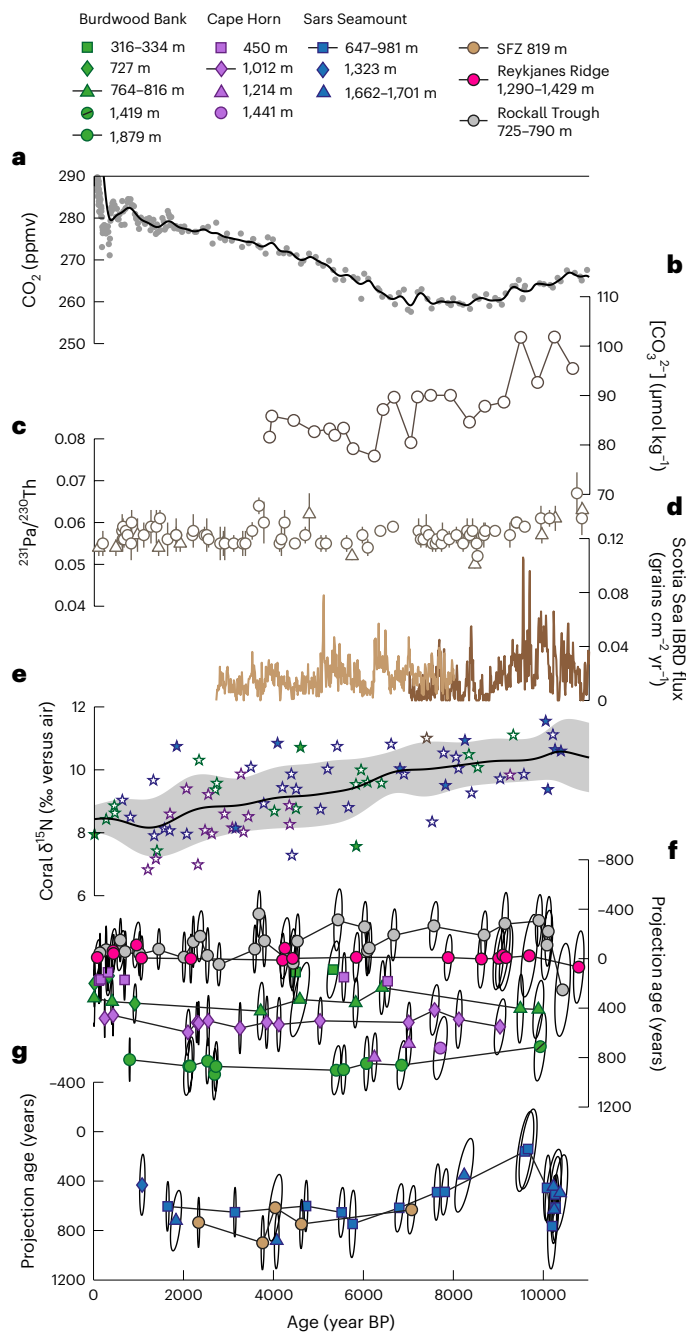 Burdwood Bank
316–334 m
727 m
764–816 m
1,419 m
1,879 m
Cape Horn
450 m
1,012 m
1,214 m
1,441 m
Sars Seamount
647–981 m
1,323 m
1,662–1,701 m
SFZ 819 m
Reykjanes Ridge
1,290–1,429 m
Rockall Trough
725–790 m
a
290
280
270
260
250
CO2 (ppmv)
b
110
100
90
80
70
[CO3 2–] (μmol kg–1)
c
0.08
0.07
0.06
0.05
0.04
231Pa/230Th
d
0.12
0.08
0.04
0
Scotia Sea IBRD flux
(grains cm–2 yr–1)
e
12
10
8
6
Coral δ15N (‰ versus air)
f
–800
–400
0
400
800
1200
Projection age (years)
g
–400
0
400
800
1200
Projection age (years)
0
2000
4000
6000
8000
10000
Age (year BP)